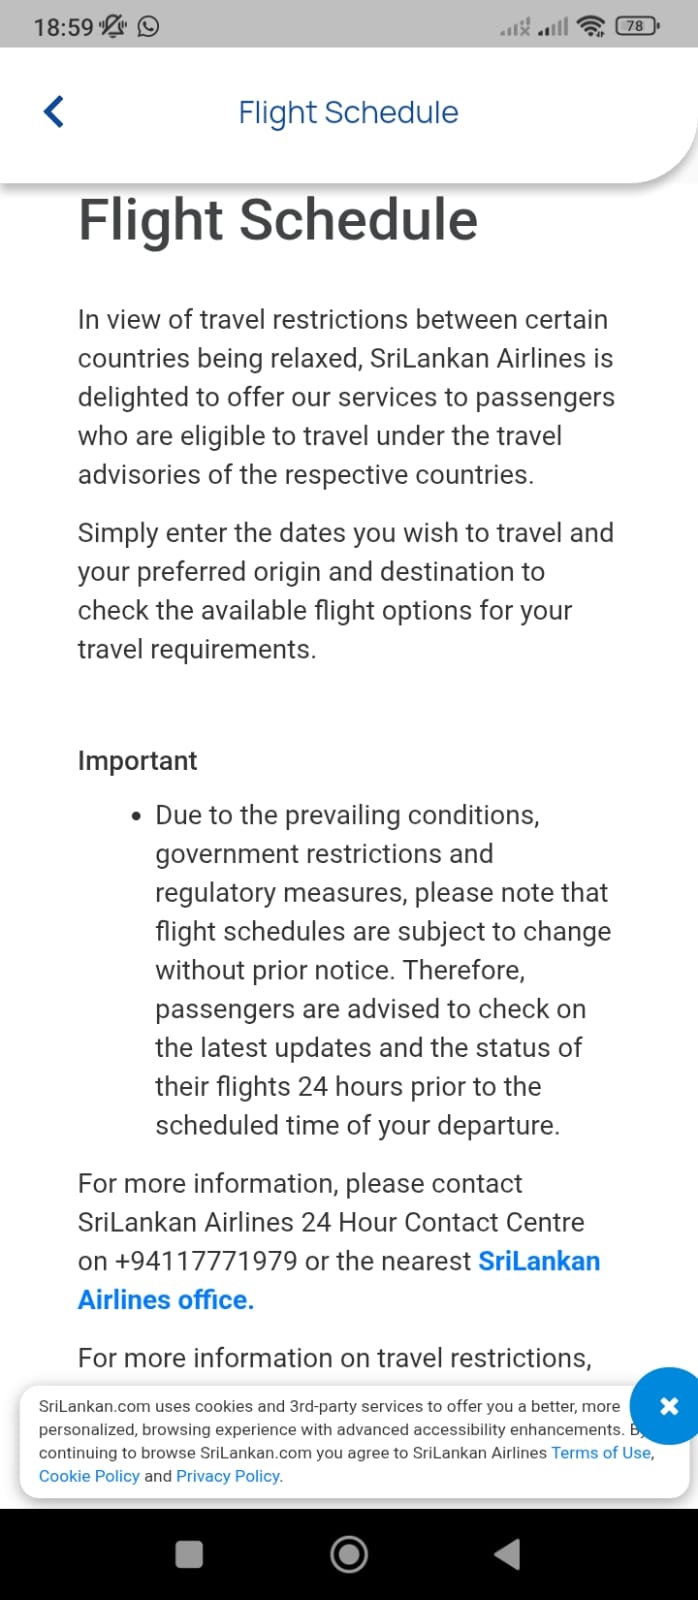 18:59
78
Flight Schedule
Flight Schedule
In view of travel restrictions between certain
countries being relaxed, SriLankan Airlines is
delighted to offer our services to passengers
who are eligible to travel under the travel
advisories of the respective countries.
Simply enter the dates you wish to travel and
your preferred origin and destination to
check the available flight options for your
travel requirements.
Important
• Due to the prevailing conditions,
government restrictions and
regulatory measures, please note that
flight schedules are subject to change
without prior notice. Therefore,
passengers are advised to check on
the latest updates and the status of
their flights 24 hours prior to the
scheduled time of your departure.
For more information, please contact
SriLankan Airlines 24 Hour Contact Centre
on +94117771979 or the nearest SriLankan
Airlines office.
For more information on travel restrictions,
SriLankan.com uses cookies and 3rd-party services to offer you a better, more
personalized, browsing experience with advanced accessibility enhancements. By
continuing to browse SriLankan.com you agree to SriLankan Airlines Terms of Use,
Cookie Policy and Privacy Policy.